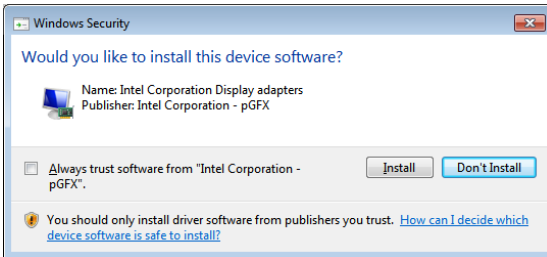 Windows Security
Would you like to install this device software?
Name: Intel Corporation Display adapters
Publisher: Intel Corporation - pGFX
Always trust software from "Intel Corporation -
pGFX".
Install
Don't Install
You should only install driver software from publishers you trust. How can I decide which
device software is safe to install?